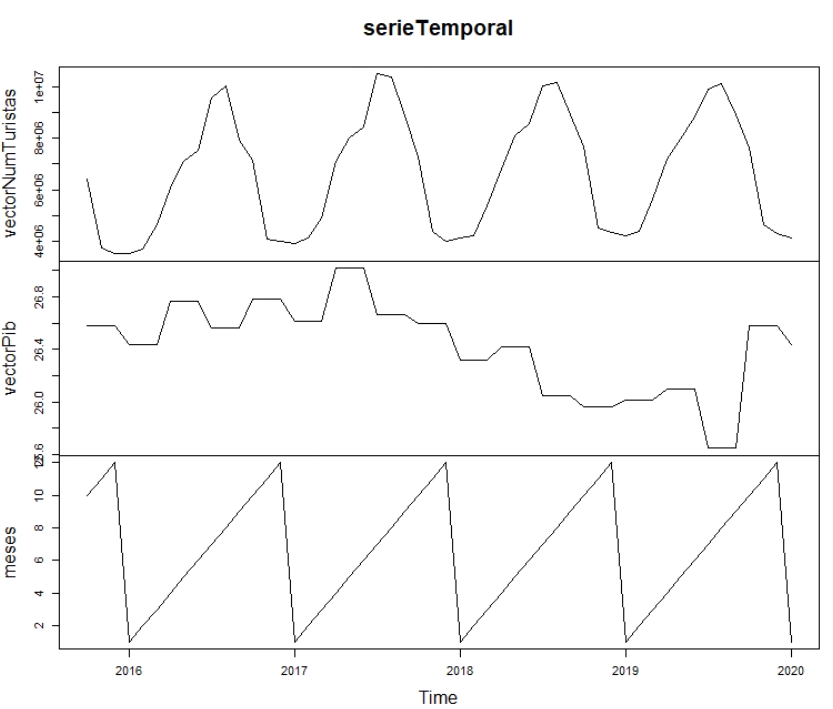 serieTemporal
vectorNumTuristas
1e+07
8e+06
6e+06
4e+06
vectorPib
26.8
26.4
26.0
25.6
meses
12
10
8
6
4
2
2016 2017 2018 2019 2020
Time